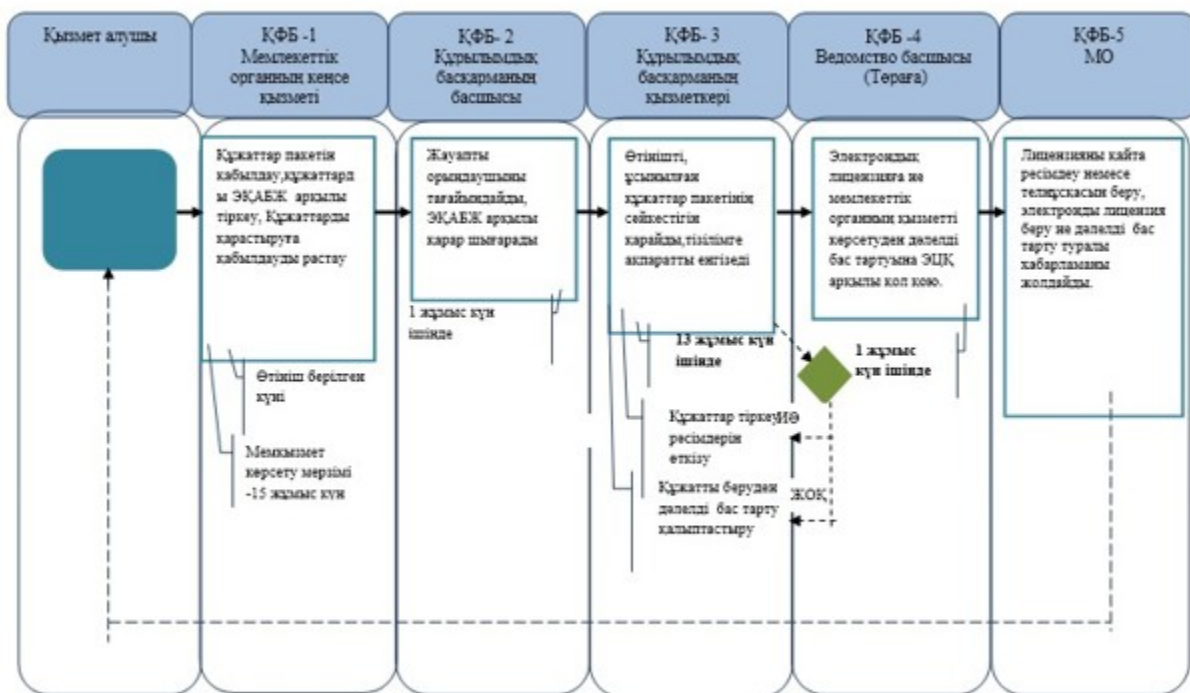 Қызмет алушы
ҚФБ -1
Мемлекеттік
органның кеңсе
қызметі
ҚФБ- 2
Құрылымдық
басқарманың
басшысы
ҚФБ- 3
Құрылымдық
басқарманың
қызметкері
ҚФБ -4
Ведомство басшысы
(Төраға)
ҚФБ-5
МО
Құжаттар пакетін
қабылдау,құжаттард
ы ЭҚАБЖ арқылы
тіркеу, Құжаттарды
қарастыруға
қабылдауды растау
Жауапты
орындаушыны
тағайындайды,
ЭҚАБЖ арқылы
қарар шығарады
Өтінішті,
ұсынылған
құжаттар пакетінің
сәйкестігін
қарайды,тізілімге
ақпаратты енгізеді
Электрондық
лицензияға не
мемлекеттік
органның қызметті
көрсетуден дәлелді
бас тартуына ЭЦҚ
арқылы қол қою.
Лицензияны қайта
ресімдеу немесе
телнұсқасын беру,
электронды лицензия
беру не дәлелді бас
тарту туралы
хабарламаны
жолдайды.
1 жұмыс күн
ішінде
13 жұмыс күн
ішінде
1 жұмыс
күн ішінде
Өтініш берілген
күні
Мемқызмет
көрсету мерзімі
-15 жұмыс күн
Құжаттар тіркеу
рәсімдерін
өткізу
ИӘ
Құжатты беруден
дәлелді бас тарту
қалыптастыру
ЖОҚ